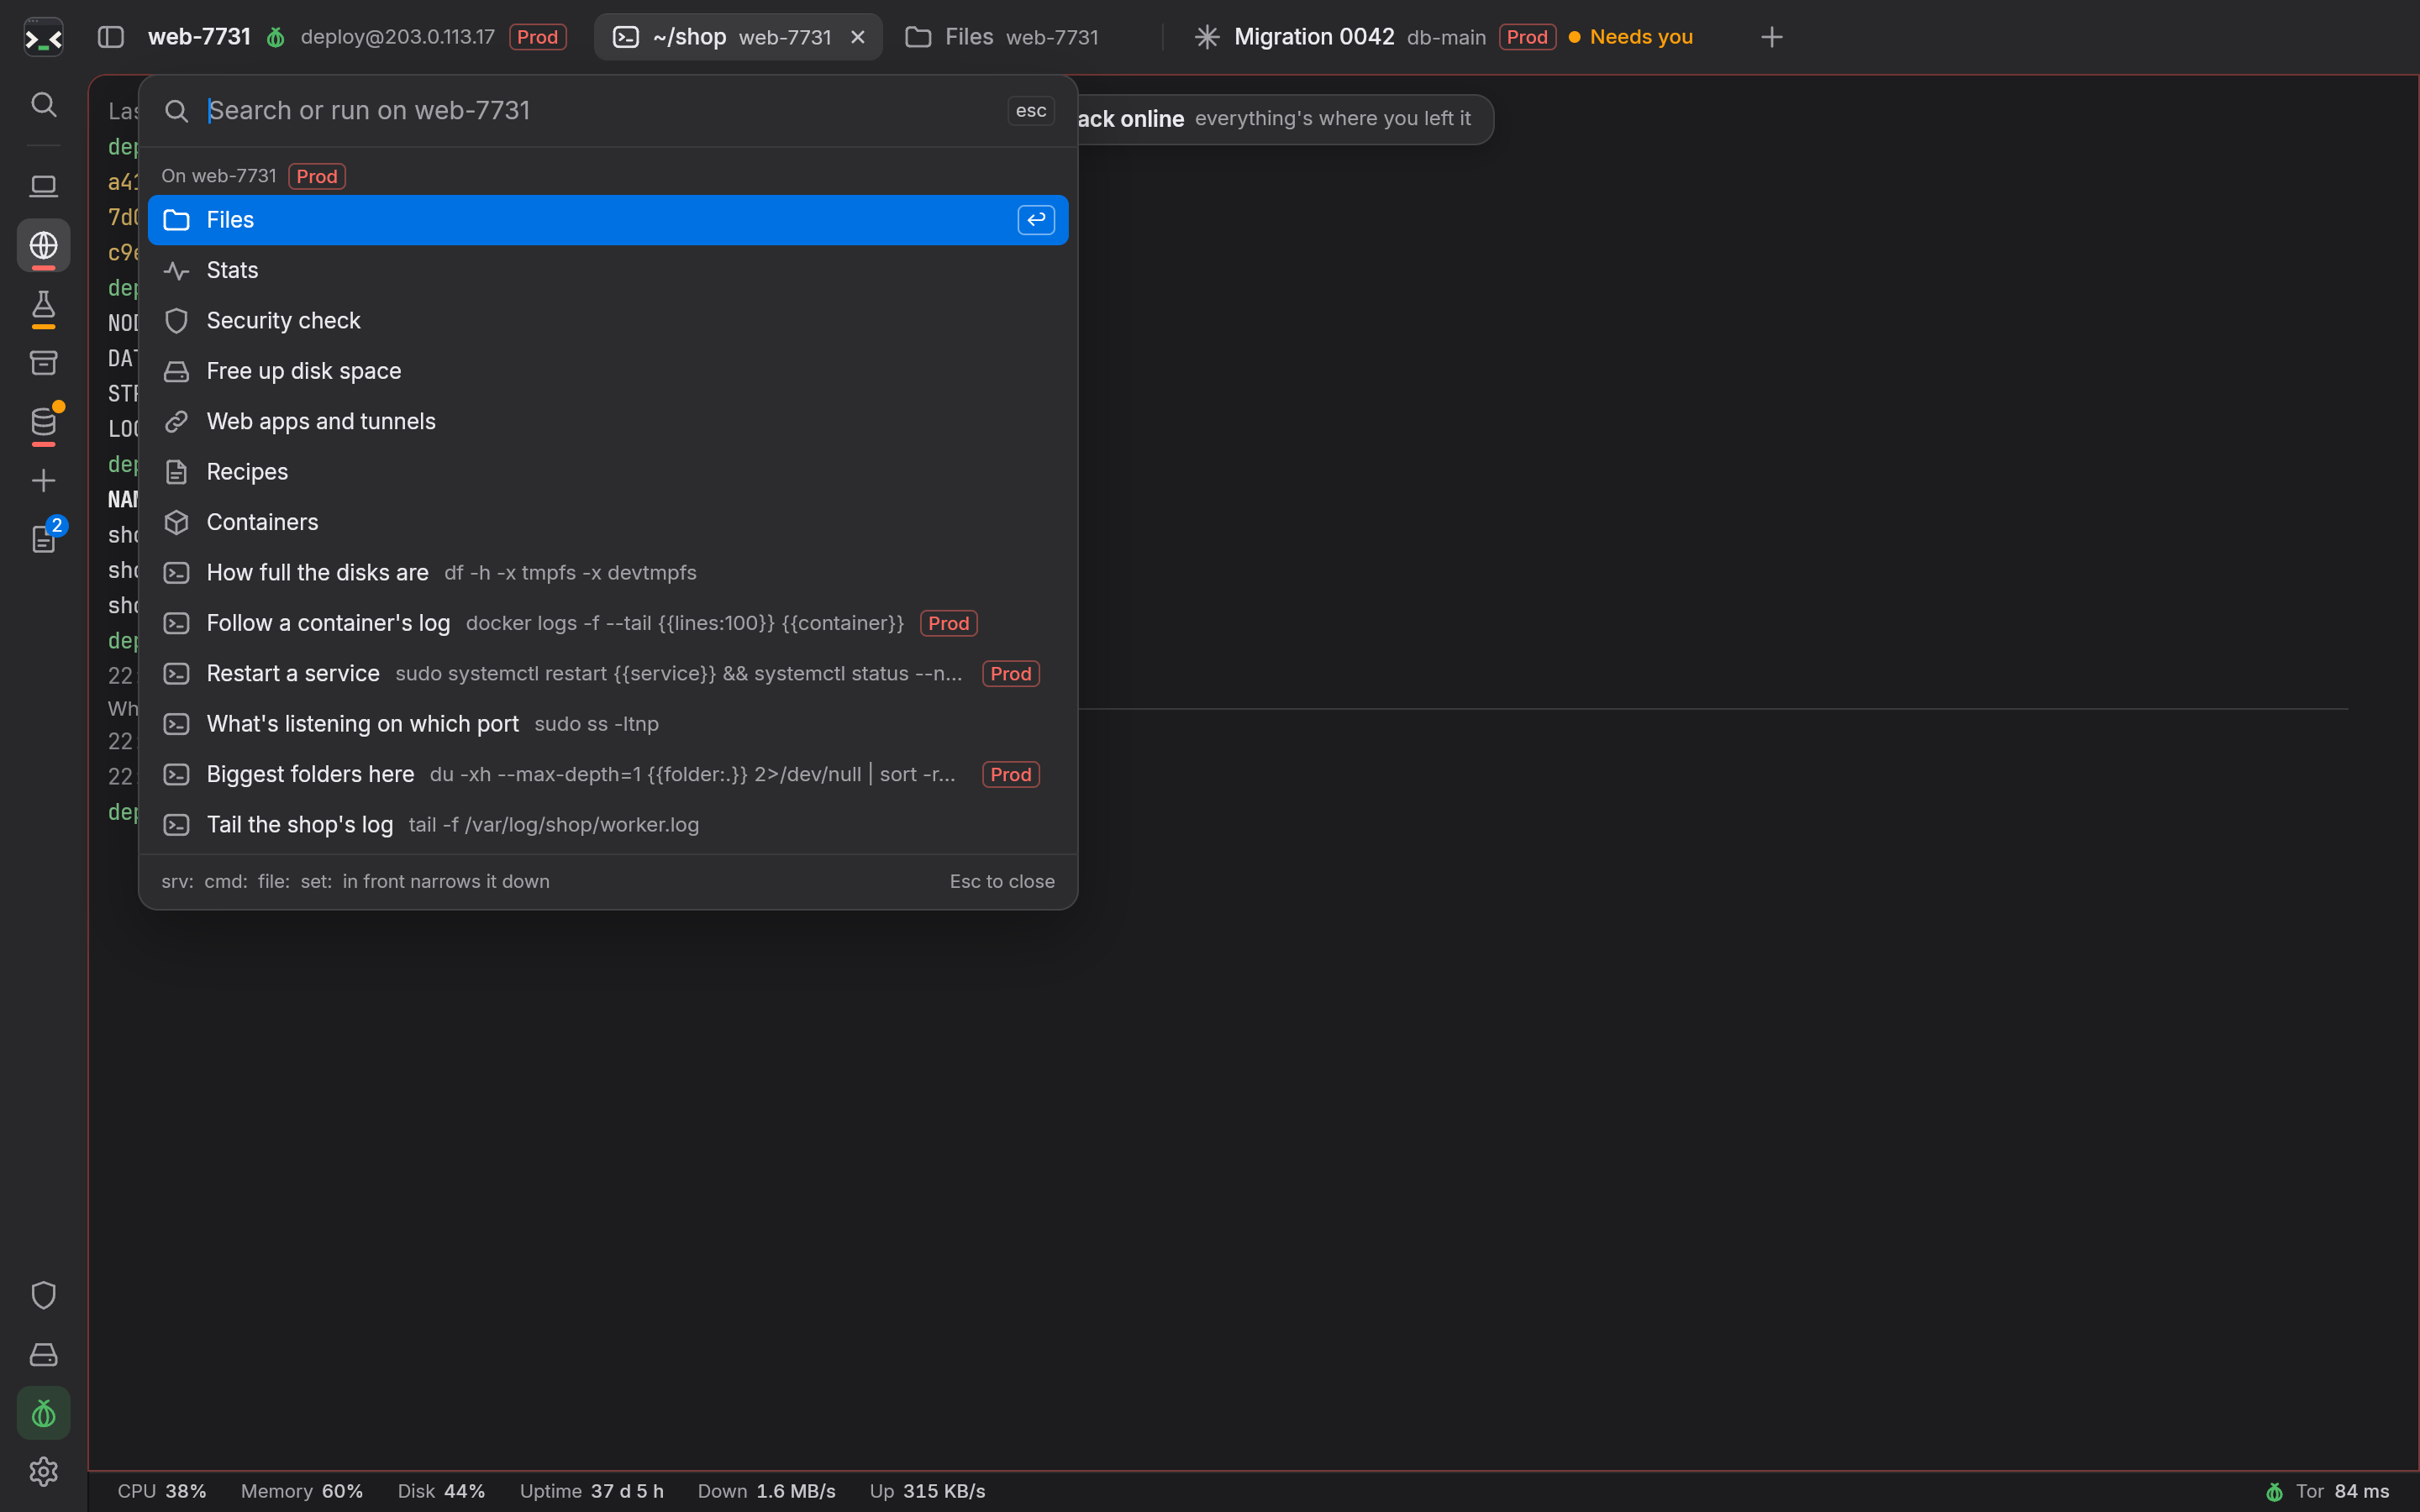 web-7731 deploy@203.0.113.17 Prod ~/shop web-7731 Files web-7731 Migration 0042 db-main Prod Needs you
Search or run on web-7731 esc
ack online everything's where you left it
On web-7731 Prod
Files
Stats
Security check
Free up disk space
Web apps and tunnels
Recipes
Containers
How full the disks are df -h -x tmpfs -x devtmpfs
Follow a container's log docker logs -f --tail {{lines:100}} {{container}} Prod
Restart a service sudo systemctl restart {{service}} && systemctl status --n... Prod
What's listening on which port sudo ss -ltnp
Biggest folders here du -xh --max-depth=1 {{folder:.}} 2>/dev/null | sort -r... Prod
Tail the shop's log tail -f /var/log/shop/worker.log
srv: cmd: file: set: in front narrows it down Esc to close
2
CPU 38% Memory 60% Disk 44% Uptime 37 d 5 h Down 1.6 MB/s Up 315 KB/s Tor 84 ms